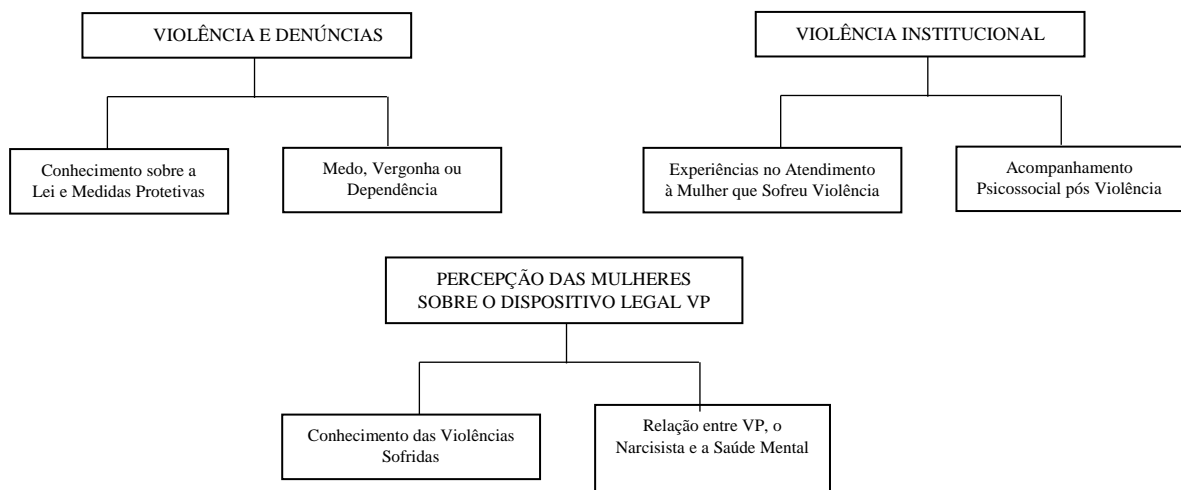 VIOLÊNCIA E DENÚNCIAS
VIOLÊNCIA INSTITUCIONAL
Conhecimento sobre a
Lei e Medidas Protetivas
Medo, Vergonha ou
Dependência
Experiências no Atendimento
à Mulher que Sofreu Violência
Acompanhamento
Psicossocial pós Violência
PERCEPÇÃO DAS MULHERES
SOBRE O DISPOSITIVO LEGAL VP
Conhecimento das Violências
Sofridas
Relação entre VP, o
Narcisista e a Saúde Mental